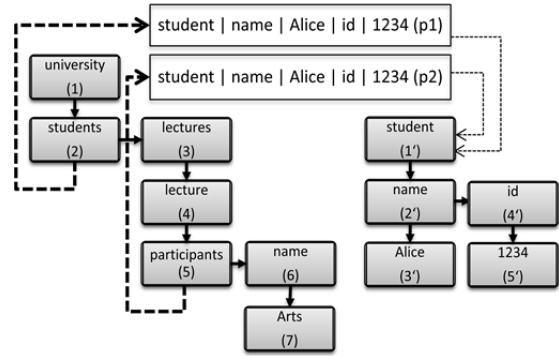 student | name | Alice | id | 1234 (p1)
student | name | Alice | id | 1234 (p2)
university
(1)
students
(2)
lectures
(3)
lecture
(4)
participants
(5)
name
(6)
Arts
(7)
student
(1')
name
(2')
id
(4')
Alice
(3')
1234
(5')